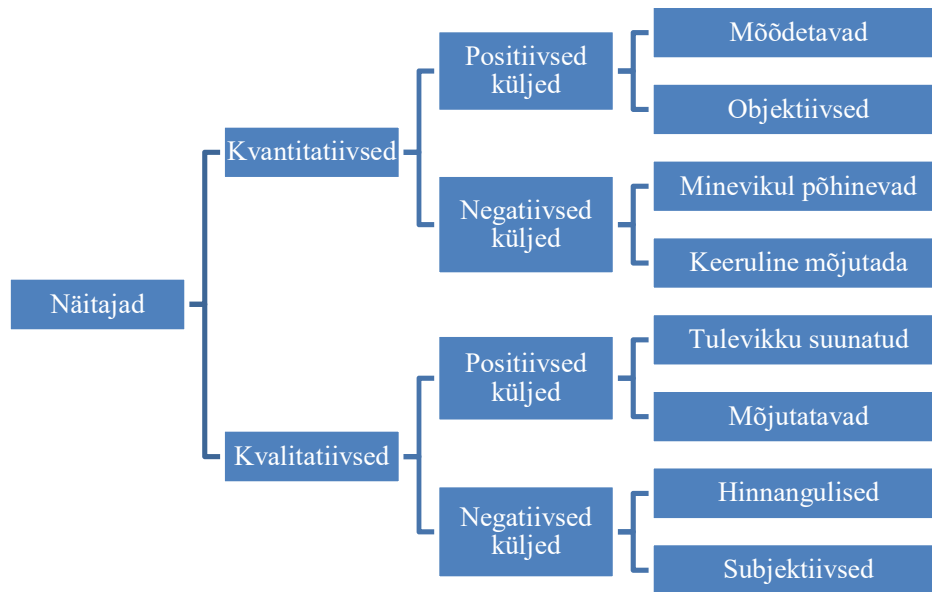 Näitajad
Kvantitatiivsed
Positiivsed
küljed
Mõõdetavad
Objektiivsed
Negatiivsed
küljed
Minevikul põhinevad
Keeruline mõjutada
Kvalitatiivsed
Positiivsed
küljed
Tulevikku suunatud
Mõjutatavad
Negatiivsed
küljed
Hinnangulised
Subjektiivsed